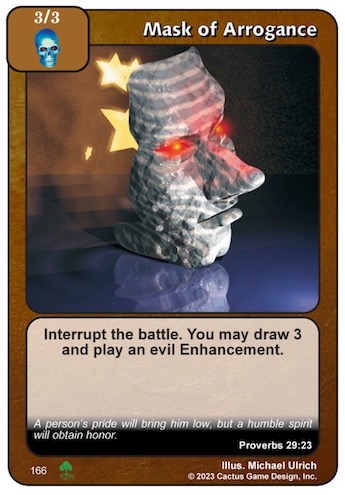 3/3
Mask of Arrogance
Interrupt the battle. You may draw 3
and play an evil Enhancement.
A person's pride will bring him low, but a humble spirit
will obtain honor.
Proverbs 29:23
Illus. Michael Ulrich
166
© 2023 Cactus Game Design, Inc.